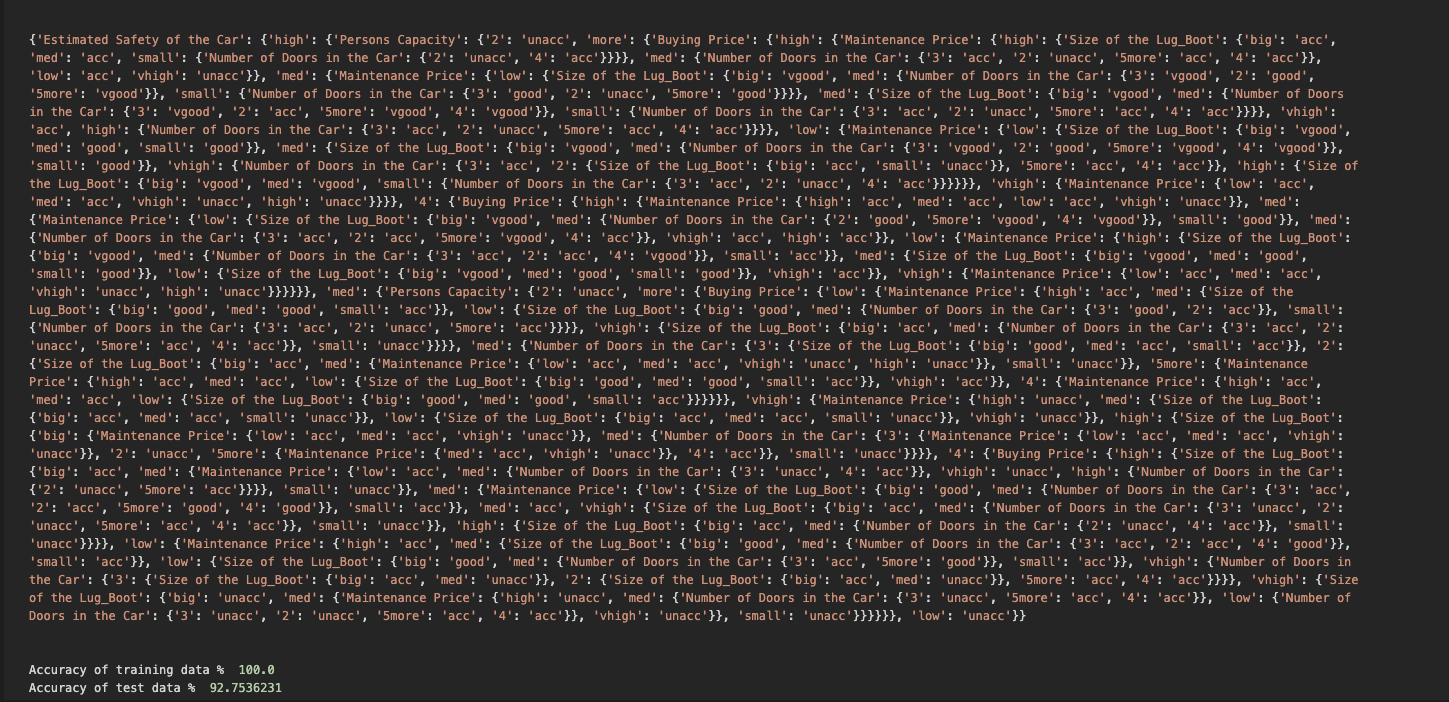 {'Estimated Safety of the Car': {'high': {'Persons Capacity': {'2': 'unacc', 'more': {'Buying Price': {'high': {'Maintenance Price': {'high': {'Size of the Lug_Boot': {'big': 'acc',
'med': 'acc', 'small': {'Number of Doors in the Car': {'2': 'unacc', '4': 'acc'}}}}, 'med': {'Number of Doors in the Car': {'3': 'acc', '2': 'unacc', '5more': 'acc', '4': 'acc'}},
'low': 'acc', 'vhigh': 'unacc'}}, 'med': {'Maintenance Price': {'low': {'Size of the Lug_Boot': {'big': 'vgood', 'med': {'Number of Doors in the Car': {'3': 'vgood', '2': 'good',
'5more': 'vgood'}}, 'small': {'Number of Doors in the Car': {'3': 'good', '2': 'unacc', '5more': 'good'}}}}, 'med': {'Size of the Lug_Boot': {'big': 'vgood', 'med': {'Number of Doors
in the Car': {'3': 'vgood', '2': 'acc', '5more': 'vgood', '4': 'vgood'}}, 'small': {'Number of Doors in the Car': {'3': 'acc', '2': 'unacc', '5more': 'acc', '4': 'acc'}}}}, 'vhigh':
'acc', 'high': {'Number of Doors in the Car': {'3': 'acc', '2': 'unacc', '5more': 'acc', '4': 'acc'}}}}, 'low': {'Maintenance Price': {'low': {'Size of the Lug_Boot': {'big': 'vgood',
'med': 'good', 'small': 'good'}}, 'med': {'Size of the Lug_Boot': {'big': 'vgood', 'med': {'Number of Doors in the Car': {'3': 'vgood', '2': 'good', '5more': 'vgood', '4': 'vgood'}},
'small': 'good'}}, 'vhigh': {'Number of Doors in the Car': {'3': 'acc', '2': {'Size of the Lug_Boot': {'big': 'acc', 'small': 'unacc'}}, '5more': 'acc', '4': 'acc'}}, 'high': {'Size of
the Lug_Boot': {'big': 'vgood', 'med': 'vgood', 'small': {'Number of Doors in the Car': {'3': 'acc', '2': 'unacc', '4': 'acc'}}}}}}, 'vhigh': {'Maintenance Price': {'low': 'acc',
'med': 'acc', 'vhigh': 'unacc', 'high': 'unacc'}}}}, '4': {'Buying Price': {'high': {'Maintenance Price': {'high': 'acc', 'med': 'acc', 'low': 'acc', 'vhigh': 'unacc'}}, 'med':
{'Maintenance Price': {'low': {'Size of the Lug_Boot': {'big': 'vgood', 'med': {'Number of Doors in the Car': {'2': 'good', '5more': 'vgood', '4': 'vgood'}}, 'small': 'good'}}, 'med':
{'Number of Doors in the Car': {'3': 'acc', '2': 'acc', '5more': 'vgood', '4': 'acc'}}, 'vhigh': 'acc', 'high': 'acc'}}, 'low': {'Maintenance Price': {'high': {'Size of the Lug_Boot':
{'big': 'vgood', 'med': {'Number of Doors in the Car': {'3': 'acc', '2': 'acc', '4': 'vgood'}}, 'small': 'acc'}}, 'med': {'Size of the Lug_Boot': {'big': 'vgood', 'med': 'good',
'small': 'good'}}, 'low': {'Size of the Lug_Boot': {'big': 'vgood', 'med': 'good', 'small': 'good'}}, 'vhigh': 'acc'}}, 'vhigh': {'Maintenance Price': {'low': 'acc', 'med': 'acc',
'vhigh': 'unacc', 'high': 'unacc'}}}}}}, 'med': {'Persons Capacity': {'2': 'unacc', 'more': {'Buying Price': {'low': {'Maintenance Price': {'high': 'acc', 'med': {'Size of the
Lug_Boot': {'big': 'good', 'med': 'good', 'small': 'acc'}}, 'low': {'Size of the Lug_Boot': {'big': 'good', 'med': {'Number of Doors in the Car': {'3': 'good', '2': 'acc'}}, 'small':
{'Number of Doors in the Car': {'3': 'acc', '2': 'unacc', '5more': 'acc'}}}}, 'vhigh': {'Size of the Lug_Boot': {'big': 'acc', 'med': {'Number of Doors in the Car': {'3': 'acc', '2':
'unacc', '5more': 'acc', '4': 'acc'}}, 'small': 'unacc'}}}}, 'med': {'Number of Doors in the Car': {'3': {'Size of the Lug_Boot': {'big': 'good', 'med': 'acc', 'small': 'acc'}}, '2':
{'Size of the Lug_Boot': {'big': 'acc', 'med': {'Maintenance Price': {'low': 'acc', 'med': 'acc', 'vhigh': 'unacc', 'high': 'unacc'}}, 'small': 'unacc'}}, '5more': {'Maintenance
Price': {'high': 'acc', 'med': 'acc', 'low': {'Size of the Lug_Boot': {'big': 'good', 'med': 'good', 'small': 'acc'}}, 'vhigh': 'acc'}}, '4': {'Maintenance Price': {'high': 'acc',
'med': 'acc', 'low': {'Size of the Lug_Boot': {'big': 'good', 'med': 'good', 'small': 'acc'}}}}}}, 'vhigh': {'Maintenance Price': {'high': 'unacc', 'med': {'Size of the Lug_Boot':
{'big': 'acc', 'med': 'acc', 'small': 'unacc'}}, 'low': {'Size of the Lug_Boot': {'big': 'acc', 'med': 'acc', 'small': 'unacc'}}, 'vhigh': 'unacc'}}, 'high': {'Size of the Lug_Boot':
{'big': {'Maintenance Price': {'low': 'acc', 'med': 'acc', 'vhigh': 'unacc'}}, 'med': {'Number of Doors in the Car': {'3': {'Maintenance Price': {'low': 'acc', 'med': 'acc', 'vhigh':
'unacc'}}, '2': 'unacc', '5more': {'Maintenance Price': {'med': 'acc', 'vhigh': 'unacc'}}, '4': 'acc'}}, 'small': 'unacc'}}}}, '4': {'Buying Price': {'high': {'Size of the Lug_Boot':
{'big': 'acc', 'med': {'Maintenance Price': {'low': 'acc', 'med': {'Number of Doors in the Car': {'3': 'unacc', '4': 'acc'}}, 'vhigh': 'unacc', 'high': {'Number of Doors in the Car':
{'2': 'unacc', '5more': 'acc'}}}}, 'small': 'unacc'}}, 'med': {'Maintenance Price': {'low': {'Size of the Lug_Boot': {'big': 'good', 'med': {'Number of Doors in the Car': {'3': 'acc',
'2': 'acc', '5more': 'good', '4': 'good'}}, 'small': 'acc'}}, 'med': 'acc', 'vhigh': {'Size of the Lug_Boot': {'big': 'acc', 'med': {'Number of Doors in the Car': {'3': 'unacc', '2':
'unacc', '5more': 'acc', '4': 'acc'}}, 'small': 'unacc'}}, 'high': {'Size of the Lug_Boot': {'big': 'acc', 'med': {'Number of Doors in the Car': {'2': 'unacc', '4': 'acc'}}, 'small':
'unacc'}}}}, 'low': {'Maintenance Price': {'high': 'acc', 'med': {'Size of the Lug_Boot': {'big': 'good', 'med': {'Number of Doors in the Car': {'3': 'acc', '2': 'acc', '4': 'good'}},
'small': 'acc'}}, 'low': {'Size of the Lug_Boot': {'big': 'good', 'med': {'Number of Doors in the Car': {'3': 'acc', '5more': 'good'}}, 'small': 'acc'}}, 'vhigh': {'Number of Doors in
the Car': {'3': {'Size of the Lug_Boot': {'big': 'acc', 'med': 'unacc'}}, '2': {'Size of the Lug_Boot': {'big': 'acc', 'med': 'unacc'}}, '5more': 'acc', '4': 'acc'}}}}, 'vhigh': {'Size
of the Lug_Boot': {'big': 'unacc', 'med': {'Maintenance Price': {'high': 'unacc', 'med': {'Number of Doors in the Car': {'3': 'unacc', '5more': 'acc', '4': 'acc'}}, 'low': {'Number of
Doors in the Car': {'3': 'unacc', '2': 'unacc', '5more': 'acc', '4': 'acc'}}, 'vhigh': 'unacc'}}, 'small': 'unacc'}}}}}}, 'low': 'unacc'}}
Accuracy of training data %  100.0
Accuracy of test data %  92.7536231